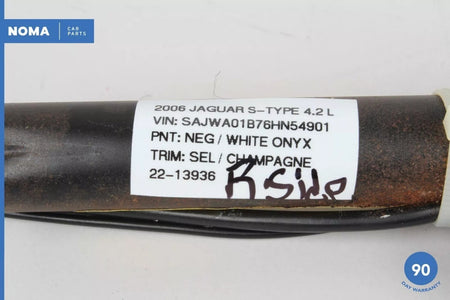 NOMA CAR PARTS
2006 JAGUAR S-TYPE 4.2 L
VIN: SAJWA01B76HN54901
PNT: NEG / WHITE ONYX
TRIM: SEL / CHAMPAGNE
22-13936 R side
90
DAY WARRANTY